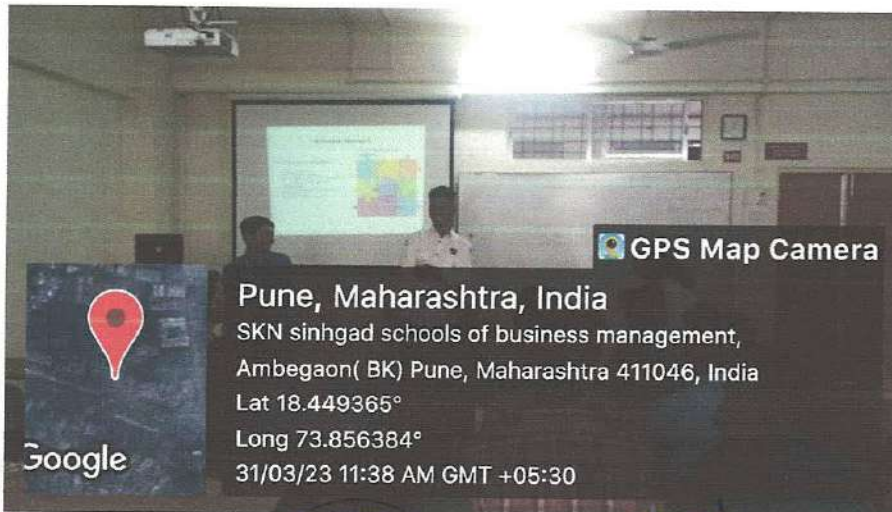 GPS Map Camera
Pune, Maharashtra, India
SKN sinhgad schools of business management,
Ambegaon( BK) Pune, Maharashtra 411046, India
Lat 18.449365°
Long 73.856384°
31/03/23 11:38 AM GMT +05:30
Google